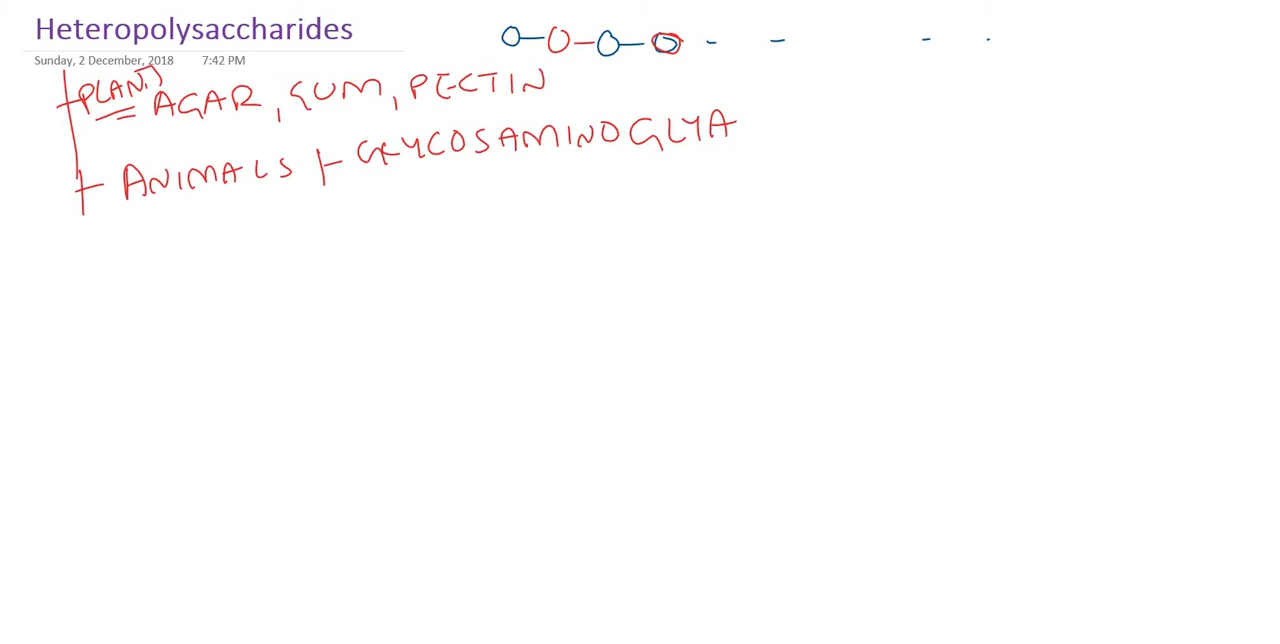 Heteropolysaccharides
Sunday, 2 December, 2018 7:42 PM
PLANT) AGAR, GUM, PECTIN
ANIMALS GLYCOSAMINOGLYA